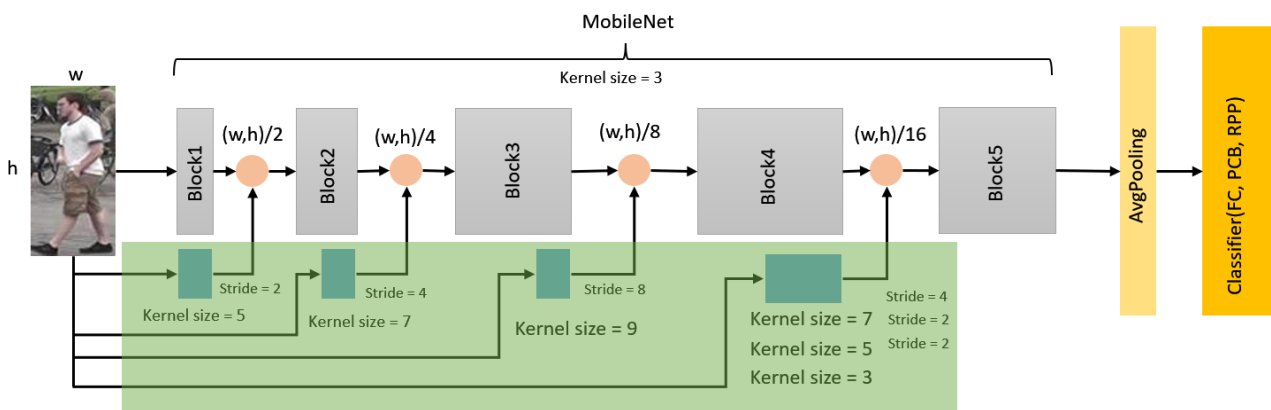 MobileNet
Kernel size = 3
w
h
Block1
(w,h)/2
Block2
(w,h)/4
Block3
(w,h)/8
Block4
(w,h)/16
Block5
AvgPooling
Classifier(FC, PCB, RPP)
Stride = 2
Kernel size = 5
Stride = 4
Kernel size = 7
Stride = 8
Kernel size = 9
Stride = 4
Kernel size = 7
Stride = 2
Kernel size = 5
Stride = 2
Kernel size = 3